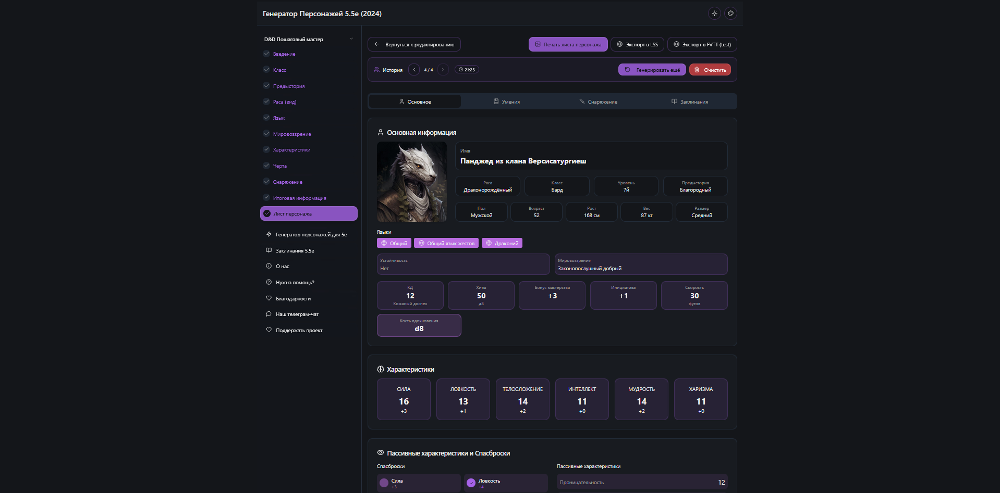 Генератор Персонажей 5.5e (2024)
D&D Пошаговый мастер
Введение
Класс
Предыстория
Раса (вид)
Язык
Мировоззрение
Характеристики
Черта
Снаряжение
Итоговая информация
Лист персонажа
Генератор персонажей для 5e
Заклинания 5.5e
О нас
Нужна помощь?
Благодарности
Наш телеграм-чат
Поддержать проект
Вернуться к редактированию
Печать листа персонажа
Экспорт в LSS
Экспорт в FVTT (test)
История
4 / 4
21:25
Генерировать ещё
Очистить
Основное
Умения
Снаряжение
Заклинания
Основная информация
Имя
Панджед из клана Версисатургиеш
Раса
Драконорождённый
Класс
Бард
Уровень
7й
Предыстория
Благородный
Пол
Мужской
Возраст
52
Рост
168 см
Вес
87 кг
Размер
Средний
Языки
Общий
Общий язык жестов
Драконий
Устойчивость
Нет
Мировоззрение
Законопослушный добрый
КД
12
Кожаный доспех
Хиты
50
д8
Бонус мастерства
+3
Инициатива
+1
Скорость
30
футов
Кость вдохновения
d8
Характеристики
СИЛА
16
+3
ЛОВКОСТЬ
13
+1
ТЕЛОСЛОЖЕНИЕ
14
+2
ИНТЕЛЛЕКТ
11
+0
МУДРОСТЬ
14
+2
ХАРИЗМА
11
+0
Пассивные характеристики и Спасброски
Спасброски
Сила
+3
Ловкость
+4
Пассивные характеристики
Проницательность
12